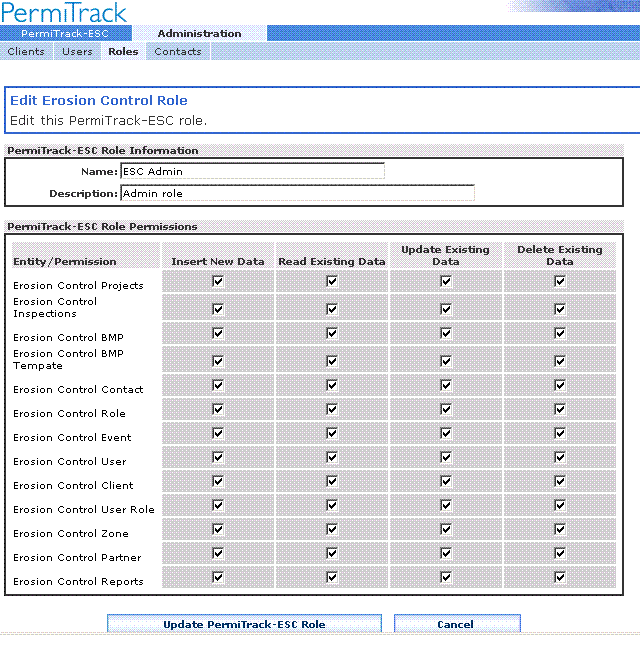 PermiTrack
PermiTrack-ESC Administration
Clients Users Roles Contacts
Edit Erosion Control Role
Edit this PermiTrack-ESC role.
PermiTrack-ESC Role Information
Name: ESC Admin
Description: Admin role
PermiTrack-ESC Role Permissions
Entity/Permission Insert New Data Read Existing Data Update Existing Data Delete Existing Data
Erosion Control Projects
Erosion Control
Inspections
Erosion Control BMP
Erosion Control BMP
Tempate
Erosion Control Contact
Erosion Control Role
Erosion Control Event
Erosion Control User
Erosion Control Client
Erosion Control User Role
Erosion Control Zone
Erosion Control Partner
Erosion Control Reports
Update PermiTrack-ESC Role Cancel